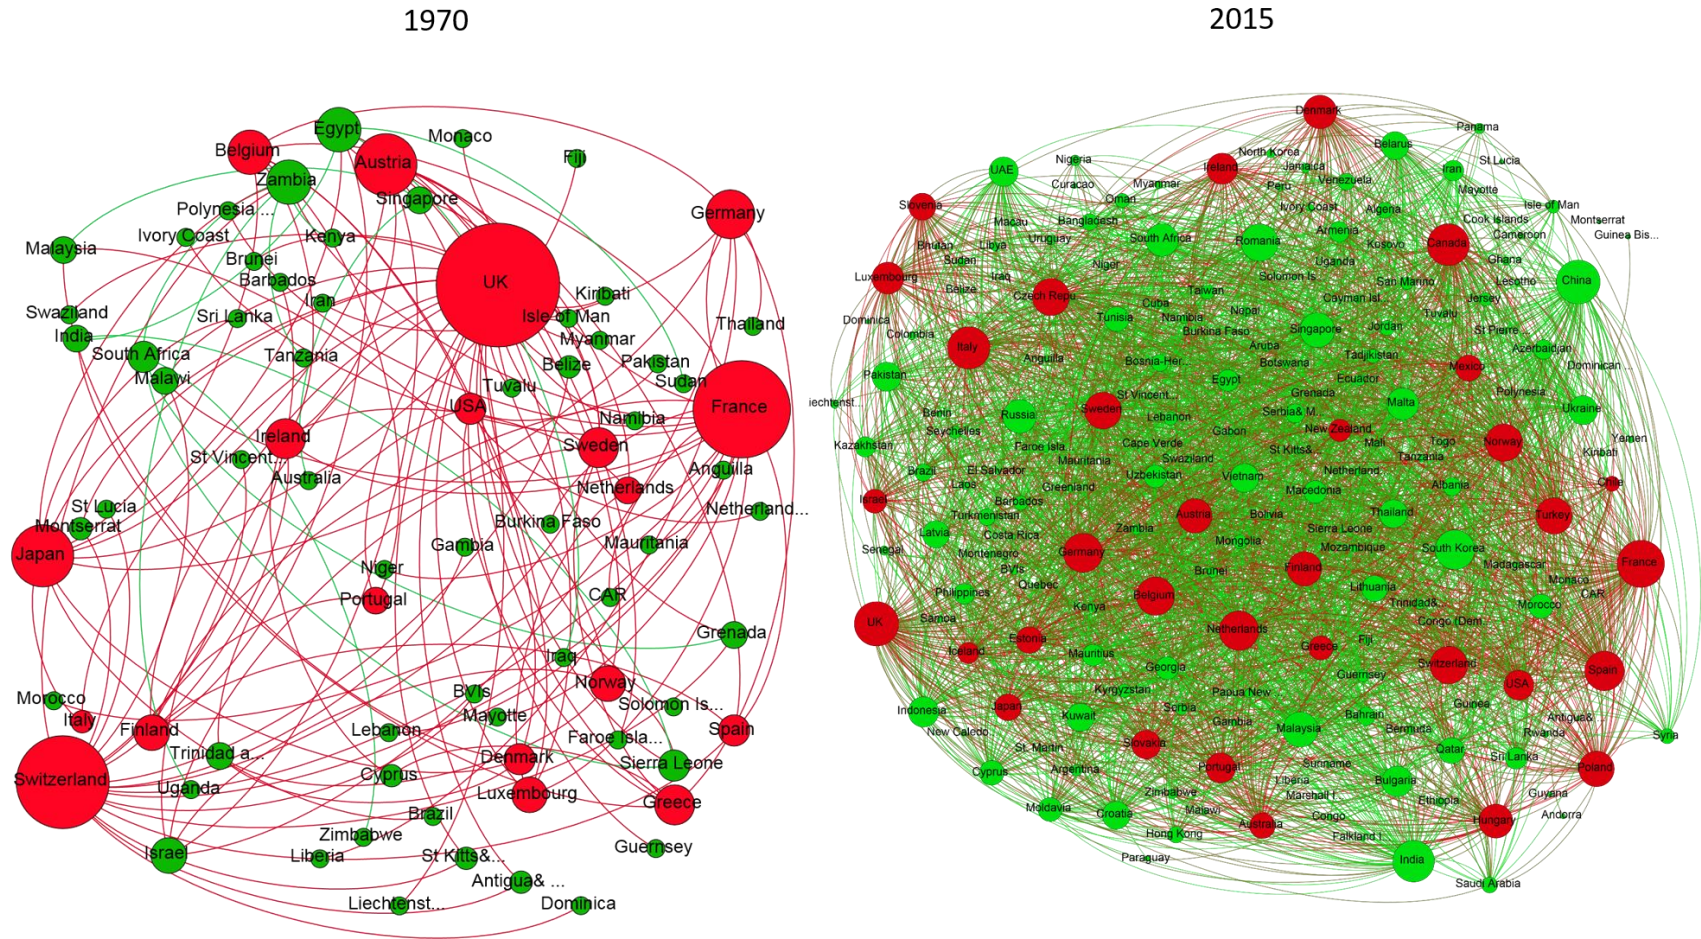 1970
2015
Egypt
Monaco
Belgium
Austria
Fiji
Zambia
Singapore
Polynesia ...
Germany
Ivory Coast
Kenya
Malaysia
Brunei
Barbados
UK
Iran
Kiribati
Swaziland
Sri Lanka
Isle of Man
Thailand
India
Myanmar
South Africa
Tanzania
Belize
Pakistan
Malawi
Tuvalu
Sudan
USA
France
Namibia
Ireland
Sweden
St Vincent...
Anguilla
Australia
Netherlands
St Lucia
Netherland...
Montserrat
Burkina Faso
Japan
Gambia
Mauritania
Niger
Portugal
CAR
Grenada
Iraq
Norway
Morocco
BVIs
Solomon Is...
Italy
Mayotte
Finland
Lebanon
Faroe Isla...
Spain
Trinidad a...
Denmark
Sierra Leone
Switzerland
Cyprus
Uganda
Luxembourg
Greece
Brazil
Zimbabwe
Israel
Liberia
St Kitts&...
Guernsey
Antigua& ...
Liechtenst...
Dominica
Denmark
Panama
Belarus
North Korea
Nigeria
Ireland
Jamaica
St Lucia
UAE
Iran
Curacao
Myanmar
Peru
Venezuela
Mayotte
Oman
Slovenia
Ivory Coast
Algeria
Isle of Man
Macau
Bangladesh
Cook Islands
Montserrat
Armenia
Cameroon
Guinea Bis...
Bhutan
Libya
Uruguay
South Africa
Romania
Kosovo
Canada
Sudan
Niger
Uganda
Ghana
Luxembourg
Iraq
Solomon Is.
San Marino
Lesotho
China
Belize
Czech Repu
Taiwan
Cayman Isl.
Jersey
Cuba
Nepal
Tuvalu
Dominica
Tunisia
Namibia
Singapore
Jordan
St Pierre
Colombia
Burkina Faso
Italy
Aruba
Azerbaijan
Anguilla
Bosnia-Her...
Botswana
Tadjikistan
Mexico
Dominican ...
Pakistan
Egypt
Ecuador
Polynesia
iechtenst...
St Vincent...
Grenada
Malta
Ukraine
Benin
Russia
Sweden
Lebanon
Serbia& M...
Seychelles
Gabon
New Zealand
Kazakhstan
Faroe Isla.
Cape Verde
St Kitts&
Mali
Togo
Norway
Yemen
Mauritania
Swaziland
Tanzania
Kiribati
Brazil
El Salvador
Uzbekistan
Vietnam
Netherland.
Laos
Greenland
Macedonia
Albania
Chile
Israel
Barbados
Turkmenistan
Austria
Bolivia
Thailand
Turkey
Latvia
Costa Rica
Zambia
Sierra Leone
Senegal
Montenegro
Germany
Mongolia
Mozambique
South Korea
BVIs
Brunei
Finland
Madagascar
France
Quebec
Lithuania
Monaco
Philippines
Belgium
CAR
Kenya
Trinidad&
Morocco
Samoa
UK
Netherlands
Congo (Dem.
Estonia
Fiji
Iceland
Mauritius
Greece
Georgia
Switzerland
Spain
Guernsey
Kyrgyzstan
Papua New ...
USA
Indonesia
Japan
Serbia
Guinea
Kuwait
Gambia
Bahrain
Antigua&
New Caledo
Malaysia
Bermuda
Rwanda
Syria
St. Martin
Slovakia
Qatar
Sri Lanka
Cyprus
Argentina
Portugal
Suriname
Poland
Liberia
Bulgaria
Zimbabwe
Marshall I.
Guyana
Moldavia
Croatia
Malawi
Ethiopia
Congo
Andorra
Hong Kong
Australia
Falkland I.
Hungary
Paraguay
India
Saudi Arabia